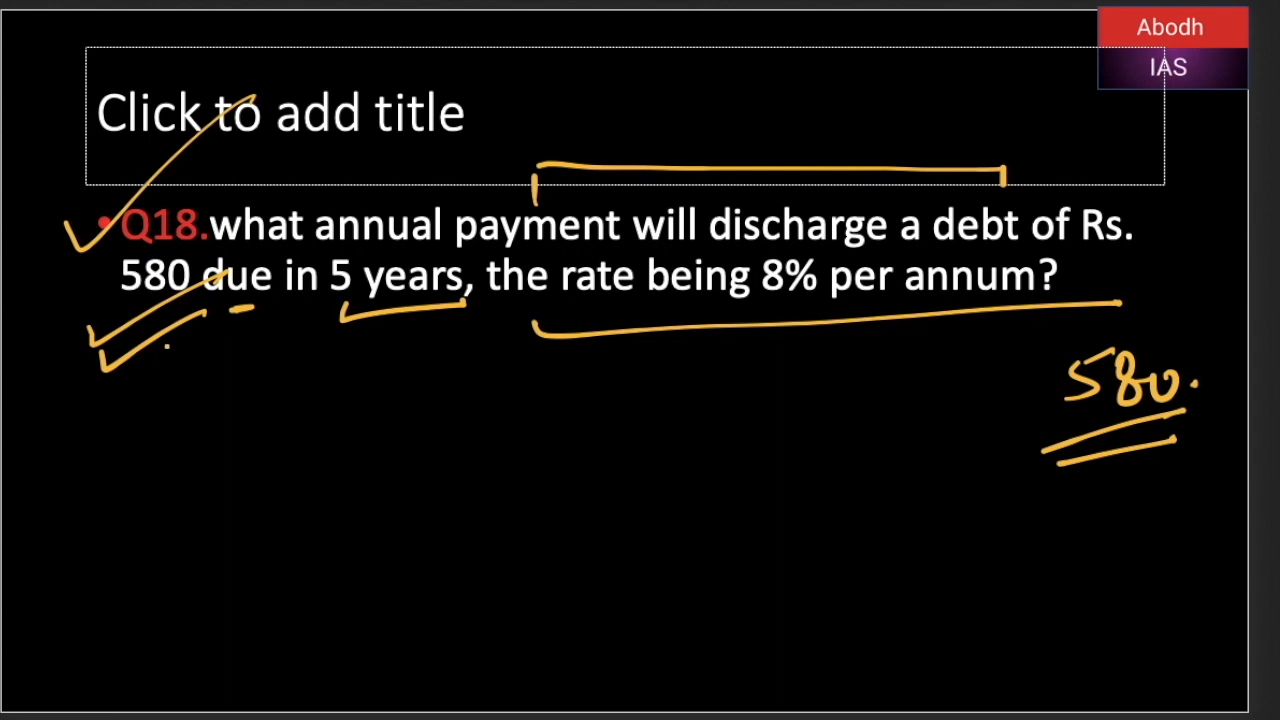 Abodh
IAS
Click to add title
• Q18.what annual payment will discharge a debt of Rs.
580 due in 5 years, the rate being 8% per annum?
580.